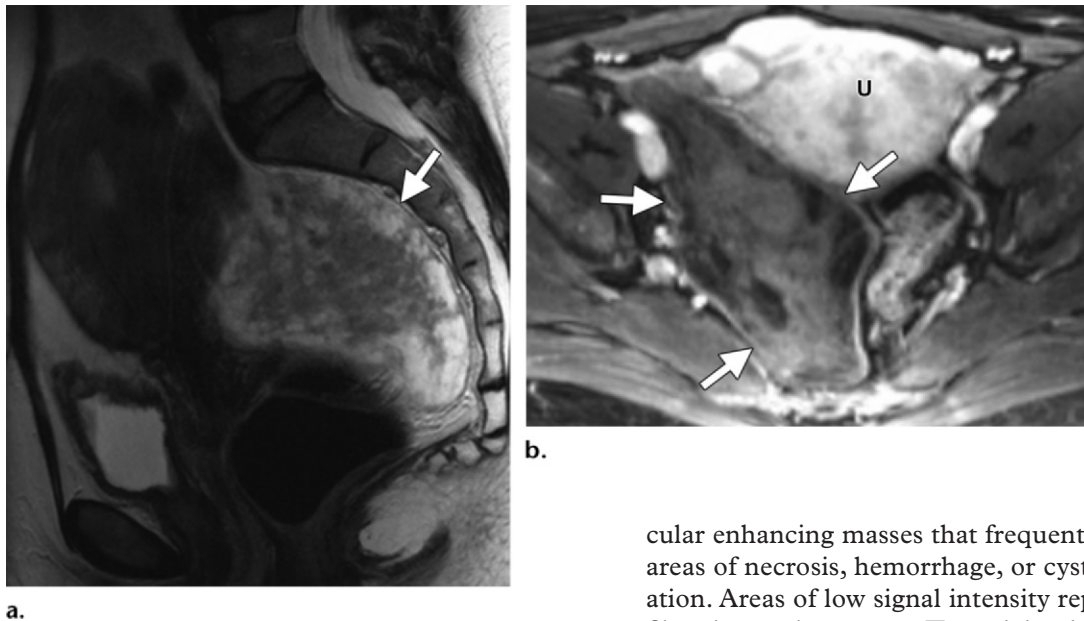 U
a.
b.
cular enhancing masses that frequent
areas of necrosis, hemorrhage, or cyst
ation. Areas of low signal intensity rep